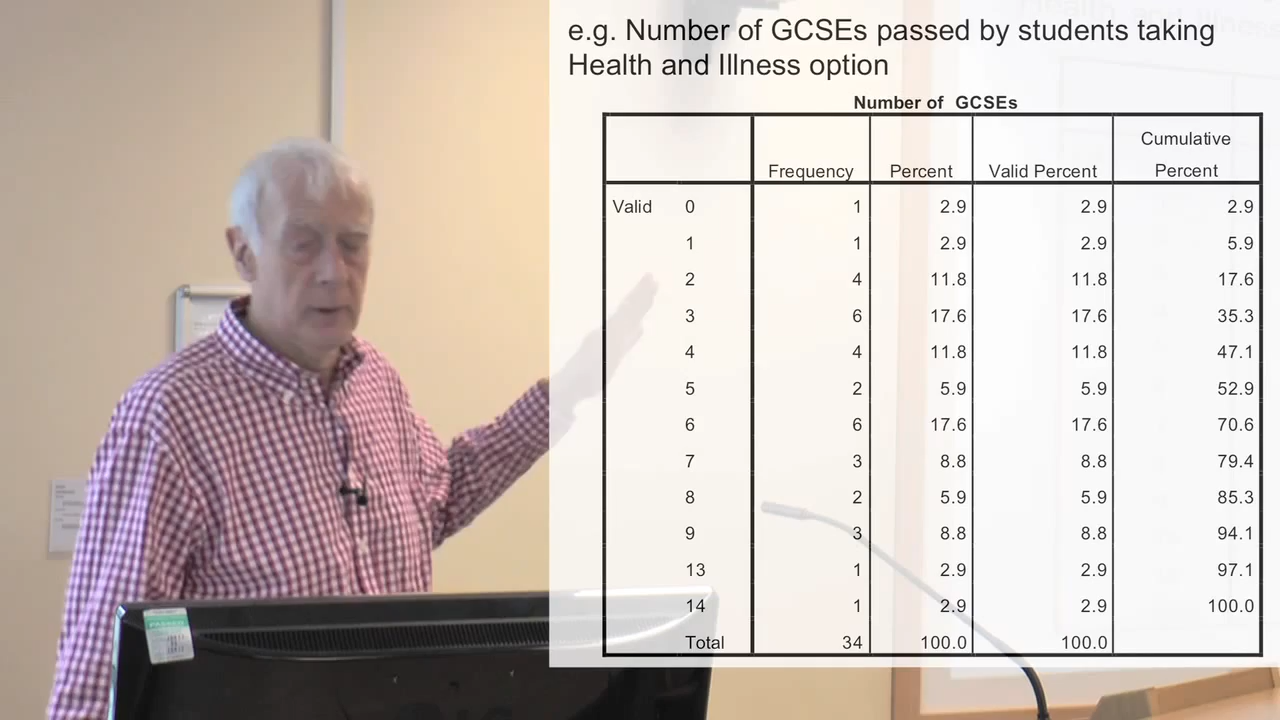 e.g. Number of GCSEs passed by students taking
Health and Illness option
Number of GCSEs
Frequency Percent Valid Percent Cumulative Percent
Valid 0 1 2.9 2.9 2.9
1 1 2.9 2.9 5.9
2 4 11.8 11.8 17.6
3 6 17.6 17.6 35.3
4 4 11.8 11.8 47.1
5 2 5.9 5.9 52.9
6 6 17.6 17.6 70.6
7 3 8.8 8.8 79.4
8 2 5.9 5.9 85.3
9 3 8.8 8.8 94.1
13 1 2.9 2.9 97.1
14 1 2.9 2.9 100.0
Total 34 100.0 100.0
PASSED